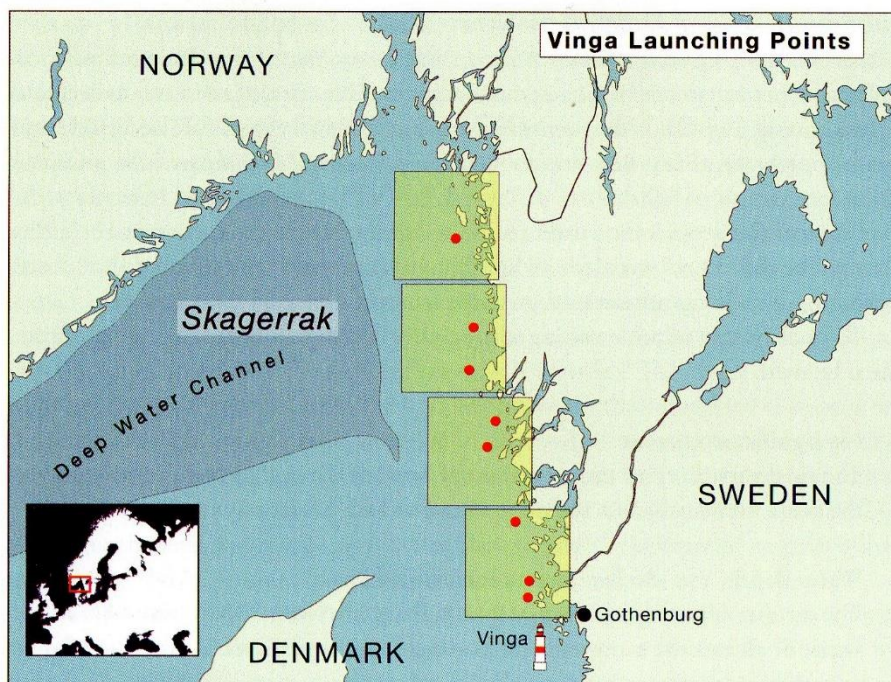 Vinga Launching Points
NORWAY
Skagerrak
Deep Water Channel
SWEDEN
Gothenburg
Vinga
DENMARK